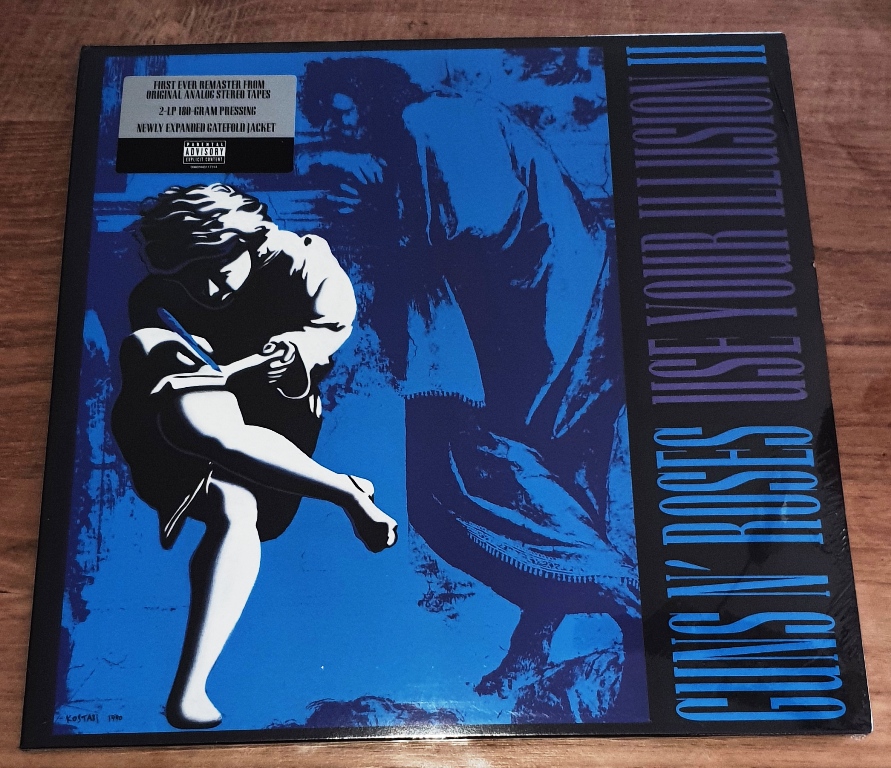 FIRST EVER REMASTER FROM
ORIGINAL ANALOG STEREO TAPES
2-LP 180-GRAM PRESSING
NEWLY EXPANDED GATEFOLD JACKET
PARENTAL
ADVISORY
EXPLICIT CONTENT
GUNS N' ROSES USE YOUR ILLUSION II
KOSTABI 1990